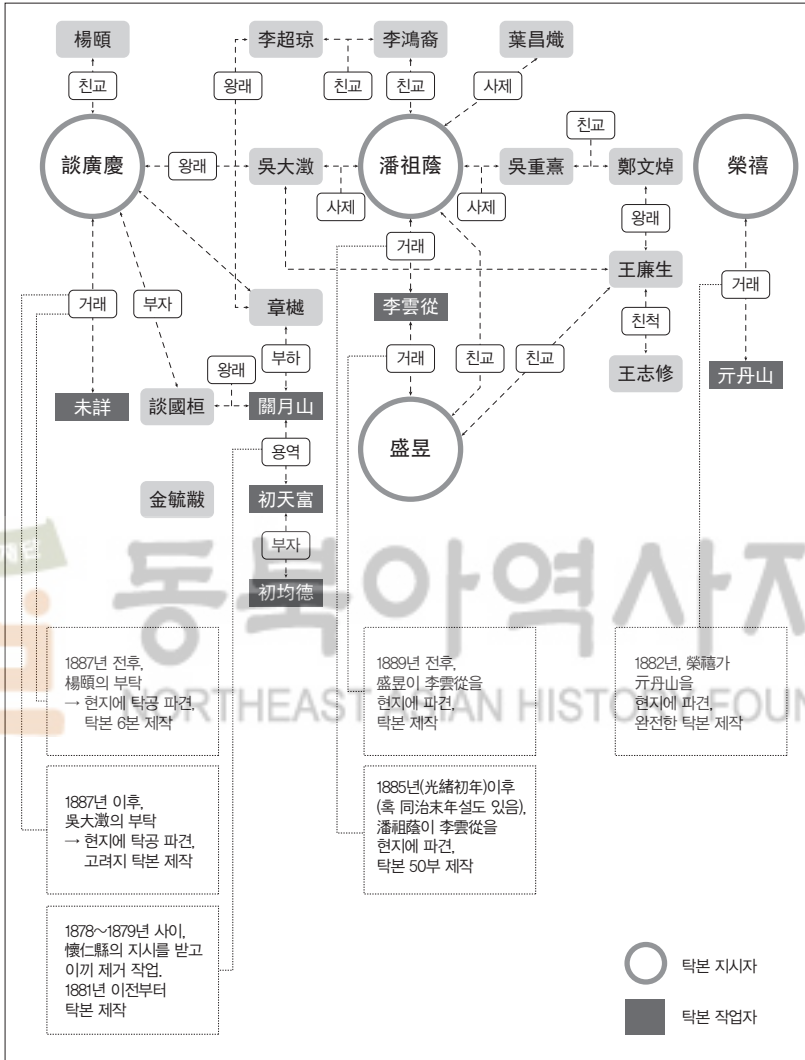 楊頤
李超琼
李鴻裔
葉昌熾
친교
왕래
친교
친교
사제
친교
談廣慶
왕래
吳大澂
사제
潘祖蔭
사제
吳重熹
鄭文焯
榮禧
왕래
거래
王廉生
거래
부자
章樾
李雲從
거래
친척
부하
거래
친교
친교
未詳
談國桓
왕래
關月山
王志修
亓丹山
용역
盛昱
金毓黻
初天富
부자
初均德
동북아역사자
NORTHEAST ASIAN HISTORY FOUN
1887년 전후,
楊頤의 부탁
→ 현지에 탁공 파견,
탁본 6본 제작
1889년 전후,
盛昱이 李雲從을
현지에 파견,
탁본 제작
1882년, 榮禧가
亓丹山을
현지에 파견,
완전한 탁본 제작
1887년 이후,
吳大澂의 부탁
→ 현지에 탁공 파견,
고려지 탁본 제작
1885년(光緖初年)이후
(혹 同治末年설도 있음),
潘祖蔭이 李雲從을
현지에 파견,
탁본 50부 제작
1878～1879년 사이,
懷仁縣의 지시를 받고
이끼 제거 작업.
1881년 이전부터
탁본 제작
탁본 지시자
탁본 작업자